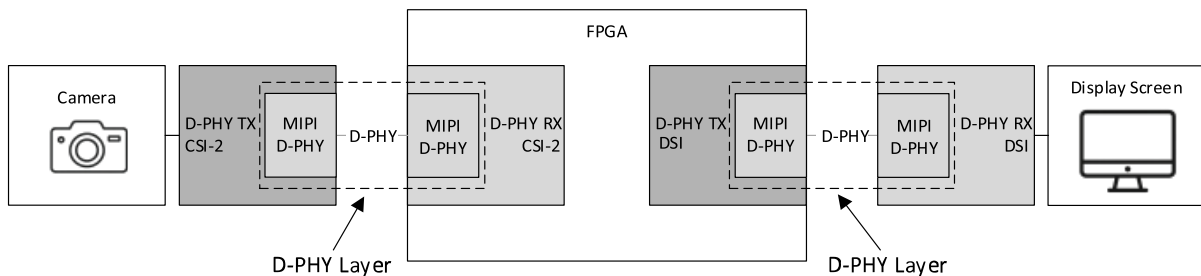 FPGA
Camera
D-PHY TX
CSI-2
MIPI
D-PHY
D-PHY
MIPI
D-PHY
D-PHY RX
CSI-2
D-PHY TX
DSI
MIPI
D-PHY
D-PHY
MIPI
D-PHY
D-PHY RX
DSI
Display Screen
D-PHY Layer
D-PHY Layer